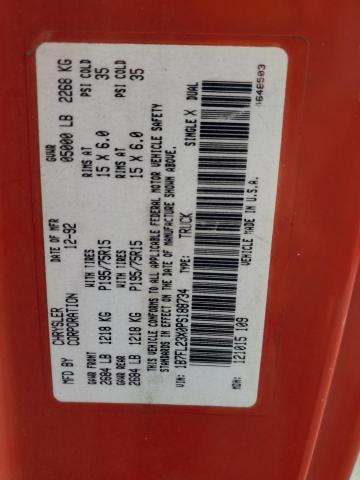 MFD BY CHRYSLER CORPORATION DATE OF MFR 12-92 GVWR 05000 LB 2268 KG
GAWR FRONT WITH TIRES RIMS AT PSI COLD
2684 LB 1218 KG P195/75R15 15 X 6.0 35
GAWR REAR WITH TIRES RIMS AT PSI COLD
2684 LB 1218 KG P195/75R15 15 X 6.0 35
THIS VEHICLE CONFORMS TO ALL APPLICABLE FEDERAL MOTOR VEHICLE SAFETY
STANDARDS IN EFFECT ON THE DATE OF MANUFACTURE SHOWN ABOVE.
VIN: 1B7FL23X0PS188734 TYPE: TRUCK SINGLE X DUAL
MDH: 121015 109 VEHICLE MADE IN U.S.A. 4648503